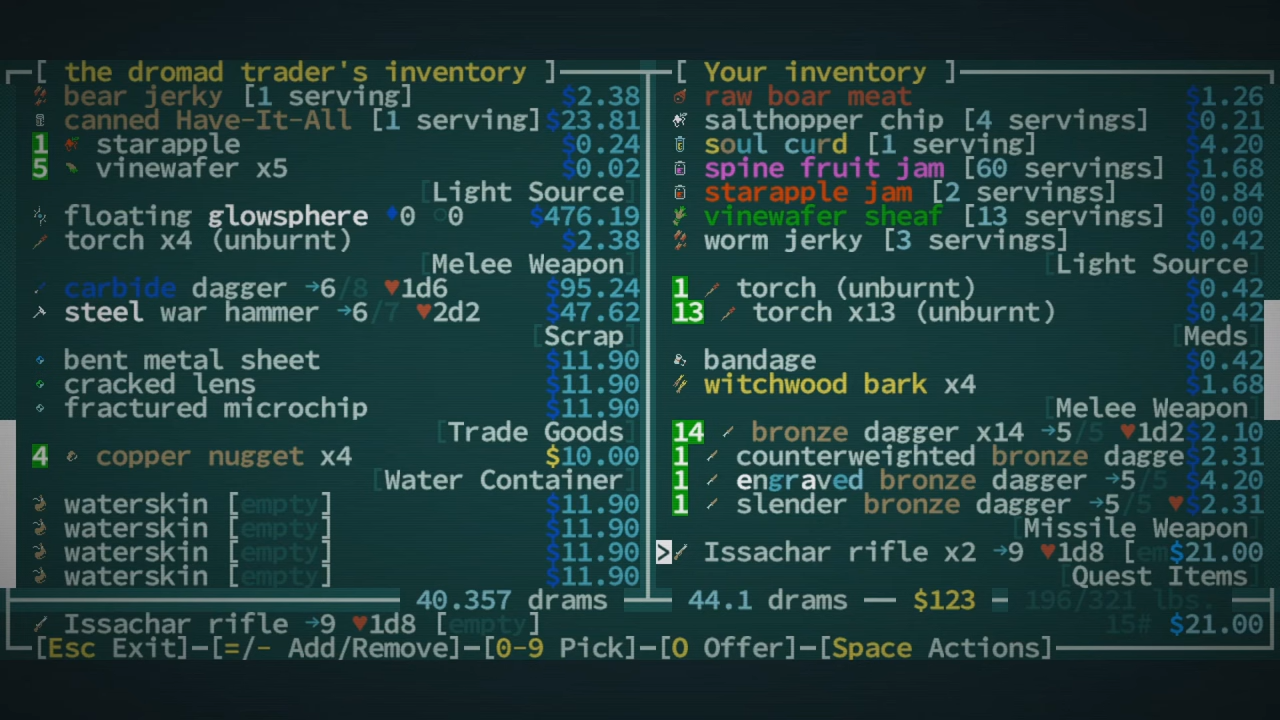 [ the dromad trader's inventory ]
bear jerky [1 serving] $2.38
canned Have-It-All [1 serving] $23.81
1 starapple $0.24
5 vinewafer x5 $0.02
[Light Source]
floating glowsphere ♦0 ○0 $476.19
torch x4 (unburnt) $2.38
[Melee Weapon]
carbide dagger →6/8 ♥1d6 $95.24
steel war hammer →6/7 ♥2d2 $47.62
[Scrap]
bent metal sheet $11.90
cracked lens $11.90
fractured microchip $11.90
[Trade Goods]
4 copper nugget x4 $10.00
[Water Container]
waterskin [empty] $11.90
waterskin [empty] $11.90
waterskin [empty] $11.90
waterskin [empty] $11.90
40.357 drams
[ Your inventory ]
raw boar meat $1.26
salthopper chip [4 servings] $0.21
soul curd [1 serving] $4.20
spine fruit jam [60 servings] $1.68
starapple jam [2 servings] $0.84
vinewafer sheaf [13 servings] $0.00
worm jerky [3 servings] $0.42
[Light Source]
1 torch (unburnt) $0.42
13 torch x13 (unburnt) $0.42
[Meds]
bandage $0.42
witchwood bark x4 $1.68
[Melee Weapon]
14 bronze dagger x14 →5/5 ♥1d2 $2.10
1 counterweighted bronze dagge $2.31
1 engraved bronze dagger →5/5 $4.20
1 slender bronze dagger →5/5 ♥ $2.31
[Missile Weapon]
> Issachar rifle x2 →9 ♥1d8 [em $21.00
[Quest Items]
44.1 drams — $123 — 196/321 lbs.
Issachar rifle →9 ♥1d8 [empty] 15# $21.00
[Esc Exit]—[=/- Add/Remove]—[0-9 Pick]—[O Offer]—[Space Actions]